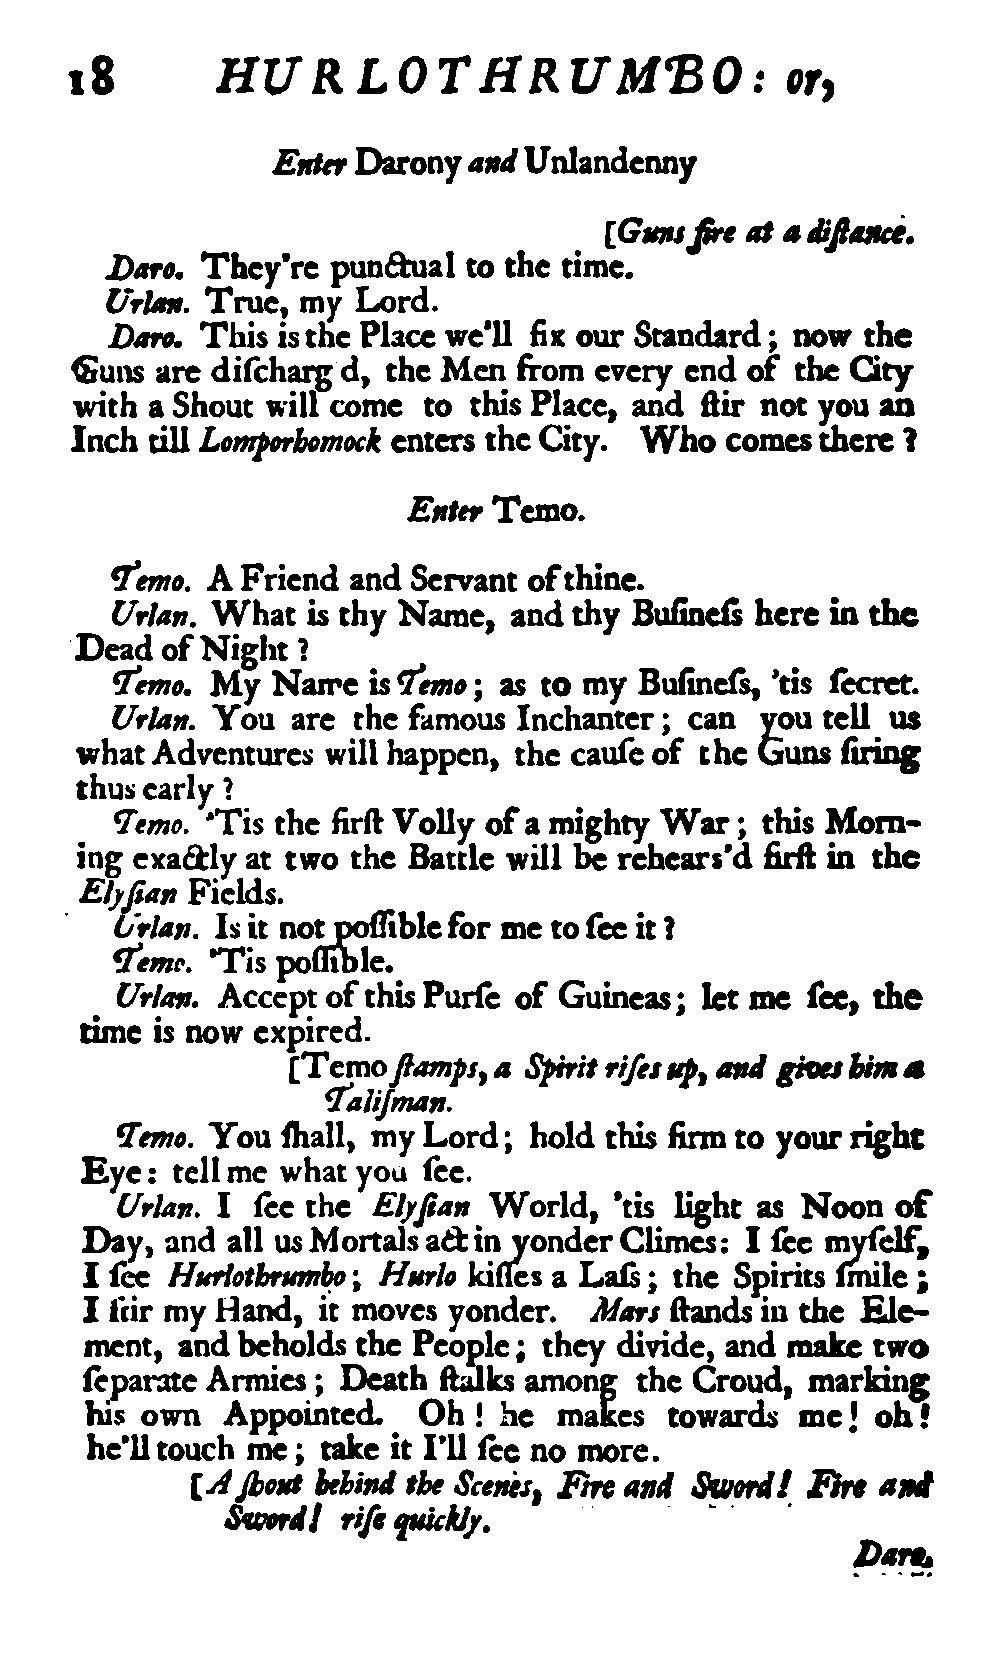 18 HURLOTHRUMBO: or,
Enter Darony and Unlandenny
[Guns fire at a diſtance.
Daro. They're punctual to the time.
Urlan. True, my Lord.
Daro. This is the Place we'll fix our Standard; now the
Guns are diſcharg'd, the Men from every end of the City
with a Shout will come to this Place, and ſtir not you an
Inch till Lomporhomock enters the City. Who comes there?
Enter Temo.
Temo. A Friend and Servant of thine.
Urlan. What is thy Name, and thy Buſineſs here in the
Dead of Night?
Temo. My Name is Temo; as to my Buſineſs, 'tis ſecret.
Urlan. You are the famous Inchanter; can you tell us
what Adventures will happen, the cauſe of the Guns firing
thus early?
Temo. 'Tis the firſt Volly of a mighty War; this Morn-
ing exactly at two the Battle will be rehears'd firſt in the
Elyſian Fields.
Urlan. Is it not poſſible for me to ſee it?
Temo. 'Tis poſſible.
Urlan. Accept of this Purſe of Guineas; let me ſee, the
time is now expired.
[Temo ſtamps, a Spirit riſes up, and gives him a
Taliſman.
Temo. You ſhall, my Lord; hold this firm to your right
Eye: tell me what you ſee.
Urlan. I ſee the Elyſian World, 'tis light as Noon of
Day, and all us Mortals act in yonder Climes: I ſee myſelf,
I ſee Hurlothrumbo; Hurlo kiſſes a Laſs; the Spirits ſmile;
I ſtir my Hand, it moves yonder. Mars ſtands in the Ele-
ment, and beholds the People; they divide, and make two
ſeparate Armies; Death ſtalks among the Croud, marking
his own Appointed. Oh! he makes towards me! oh!
he'll touch me; take it I'll ſee no more.
[A ſhout behind the Scenes, Fire and Sword! Fire and
Sword! riſe quickly.
Daro.